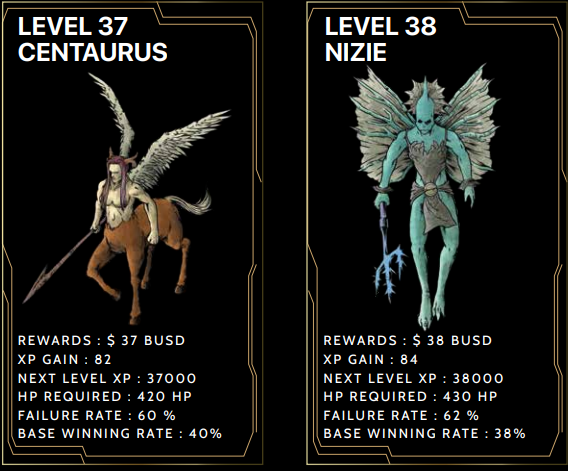 LEVEL 37
CENTAURUS
REWARDS : $ 37 BUSD
XP GAIN : 82
NEXT LEVEL XP : 37000
HP REQUIRED : 420 HP
FAILURE RATE : 60 %
BASE WINNING RATE : 40%
LEVEL 38
NIZIE
REWARDS : $ 38 BUSD
XP GAIN : 84
NEXT LEVEL XP : 38000
HP REQUIRED : 430 HP
FAILURE RATE : 62 %
BASE WINNING RATE : 38%